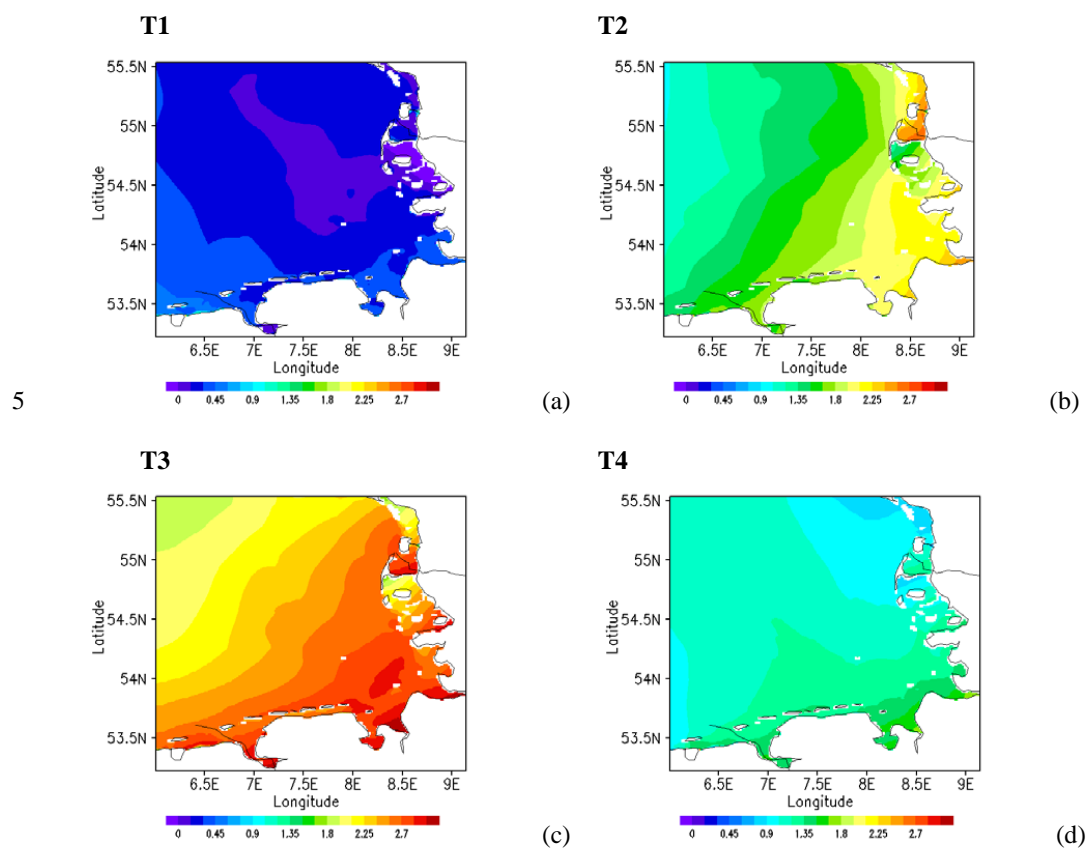 T1
T2
55.5N
55N
54.5N
54N
53.5N
Latitude
6.5E 7E 7.5E 8E 8.5E 9E
Longitude
0 0.45 0.9 1.35 1.8 2.25 2.7
55.5N
55N
54.5N
54N
53.5N
Latitude
6.5E 7E 7.5E 8E 8.5E 9E
Longitude
0 0.45 0.9 1.35 1.8 2.25 2.7
5 (a) (b)
T3
T4
55.5N
55N
54.5N
54N
53.5N
Latitude
6.5E 7E 7.5E 8E 8.5E 9E
Longitude
0 0.45 0.9 1.35 1.8 2.25 2.7
(c)
55.5N
55N
54.5N
54N
53.5N
Latitude
6.5E 7E 7.5E 8E 8.5E 9E
Longitude
0 0.45 0.9 1.35 1.8 2.25 2.7
(d)